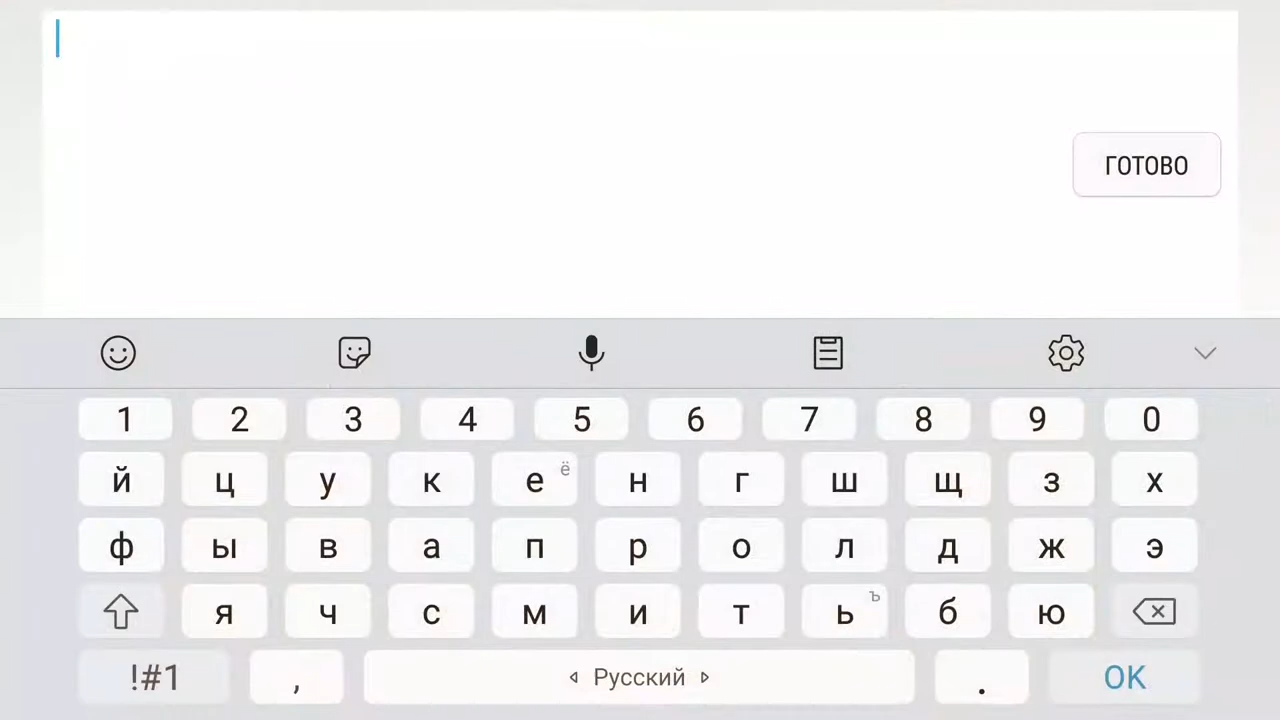 ГОТОВО
1 2 3 4 5 6 7 8 9 0
й ц у к е ё н г ш щ з х
ф ы в а п р о л д ж э
я ч с м и т ь ъ б ю
!#1 , Русский . OK